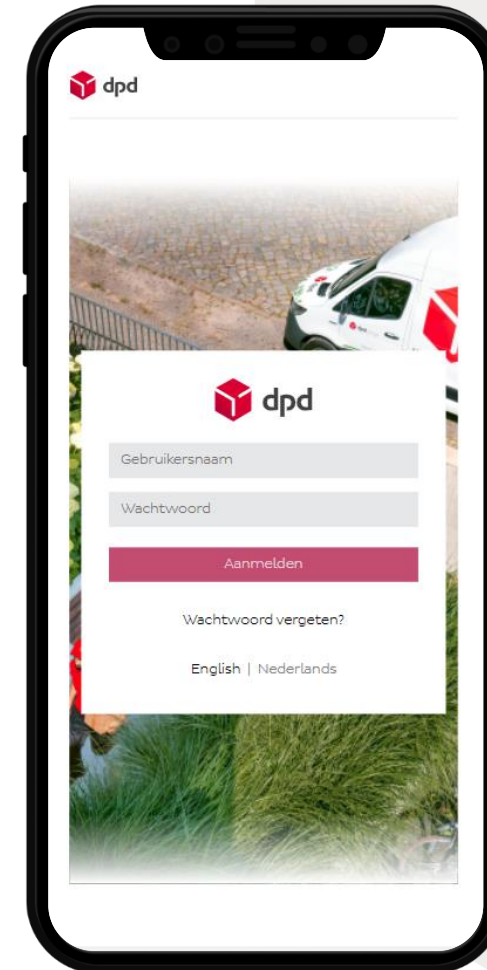 dpd
dpd
Gebruikersnaam
Wachtwoord
Aanmelden
Wachtwoord vergeten?
English | Nederlands